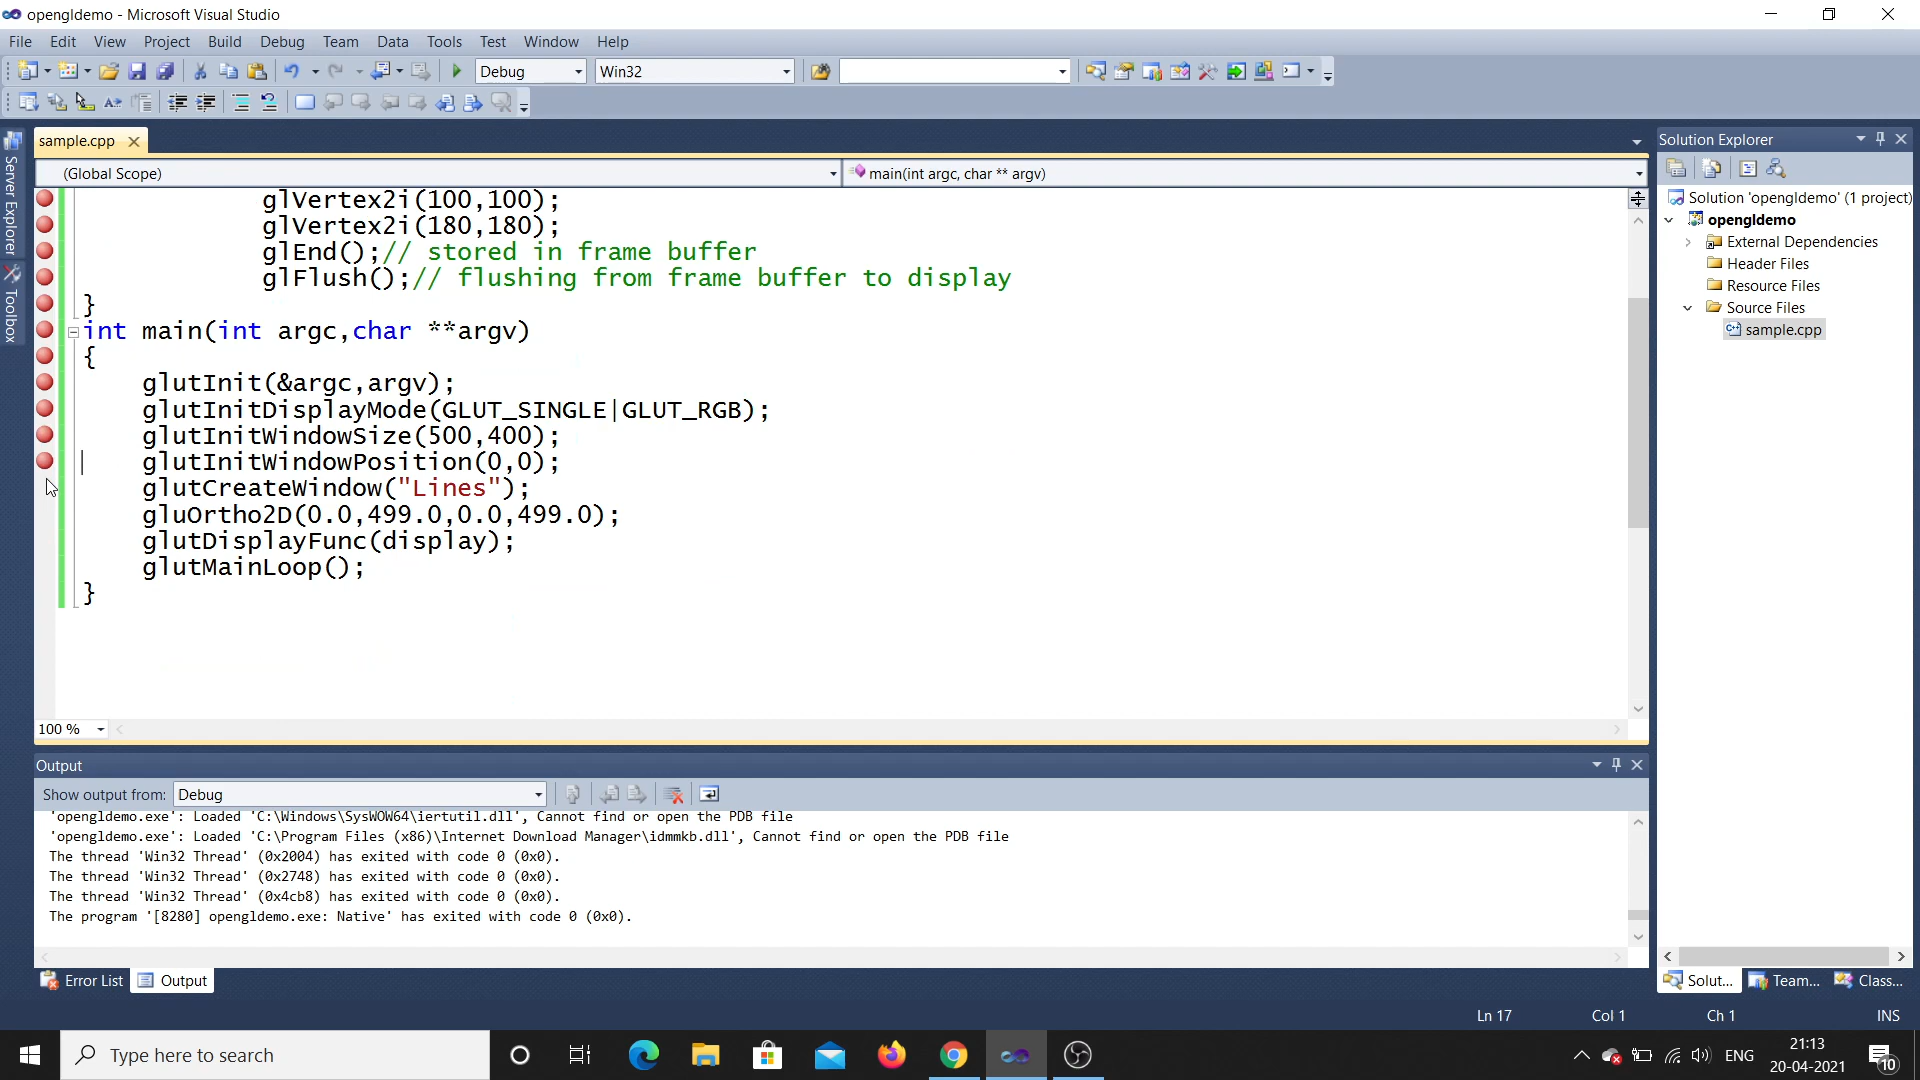 opengldemo - Microsoft Visual Studio
File Edit View Project Build Debug Team Data Tools Test Window Help
Debug Win32
sample.cpp
(Global Scope) main(int argc, char ** argv)
Server Explorer
Toolbox
glVertex2i(100,100);
glVertex2i(180,180);
glEnd();// stored in frame buffer
glFlush();// flushing from frame buffer to display
}
int main(int argc,char **argv)
{
glutInit(&argc,argv);
glutInitDisplayMode(GLUT_SINGLE|GLUT_RGB);
glutInitWindowSize(500,400);
glutInitWindowPosition(0,0);
glutCreateWindow("Lines");
gluOrtho2D(0.0,499.0,0.0,499.0);
glutDisplayFunc(display);
glutMainLoop();
}
100 %
Solution Explorer
Solution 'opengldemo' (1 project)
opengldemo
External Dependencies
Header Files
Resource Files
Source Files
sample.cpp
Output
Show output from: Debug
'opengldemo.exe': Loaded 'C:\Windows\SysWOW64\iertutil.dll', Cannot find or open the PDB file
'opengldemo.exe': Loaded 'C:\Program Files (x86)\Internet Download Manager\idmmkb.dll', Cannot find or open the PDB file
The thread 'Win32 Thread' (0x2004) has exited with code 0 (0x0).
The thread 'Win32 Thread' (0x2748) has exited with code 0 (0x0).
The thread 'Win32 Thread' (0x4cb8) has exited with code 0 (0x0).
The program '[8280] opengldemo.exe: Native' has exited with code 0 (0x0).
Error List Output
Solut... Team... Class...
Ln 17 Col 1 Ch 1 INS
Type here to search
ENG
21:13
20-04-2021
10